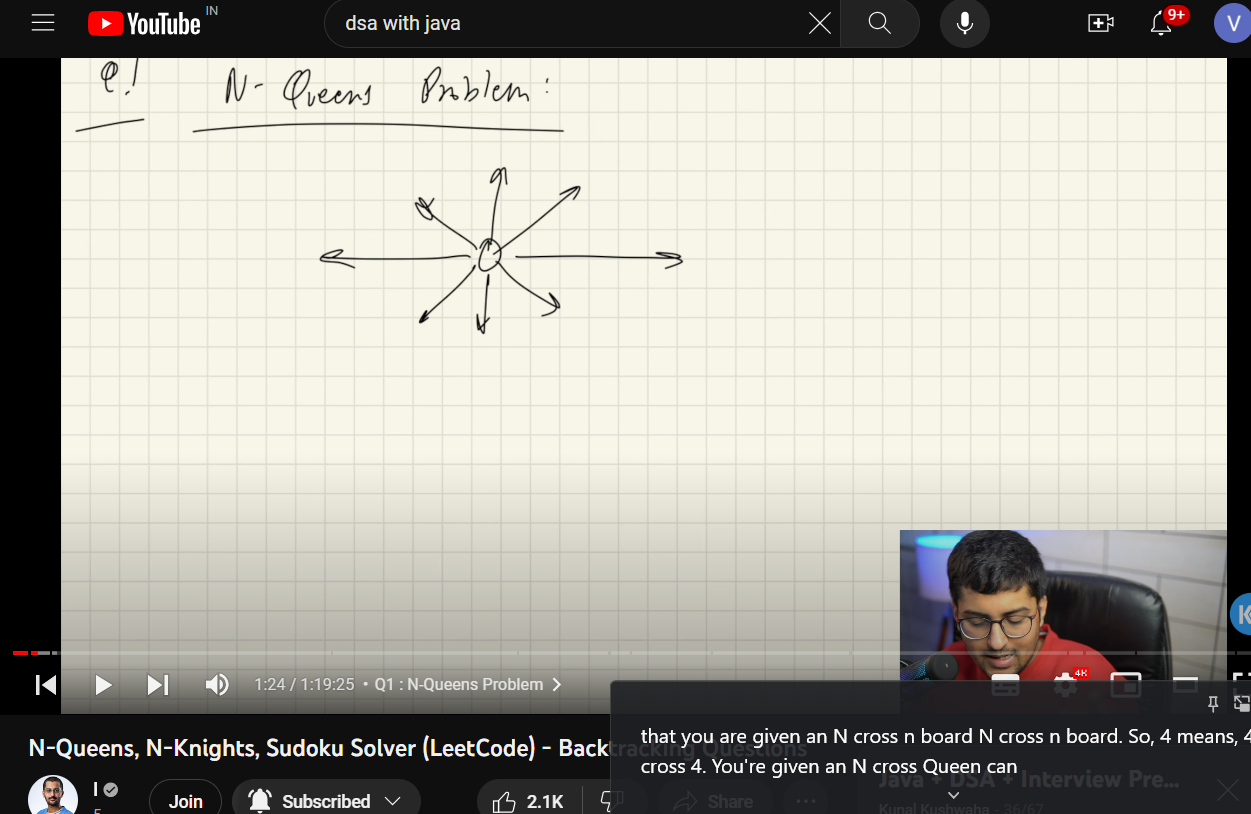 YouTube IN
dsa with java
9+
V
Q!
N- Queens Problem :
4K
1:24 / 1:19:25 • Q1 : N-Queens Problem
N-Queens, N-Knights, Sudoku Solver (LeetCode) - Backtracking Questions
that you are given an N cross n board N cross n board. So, 4 means, 4
cross 4. You're given an N cross Queen can
Java + DSA + Interview Pre...
Kunal Kushwaha - 36/67
Join
Subscribed
2.1K
Share